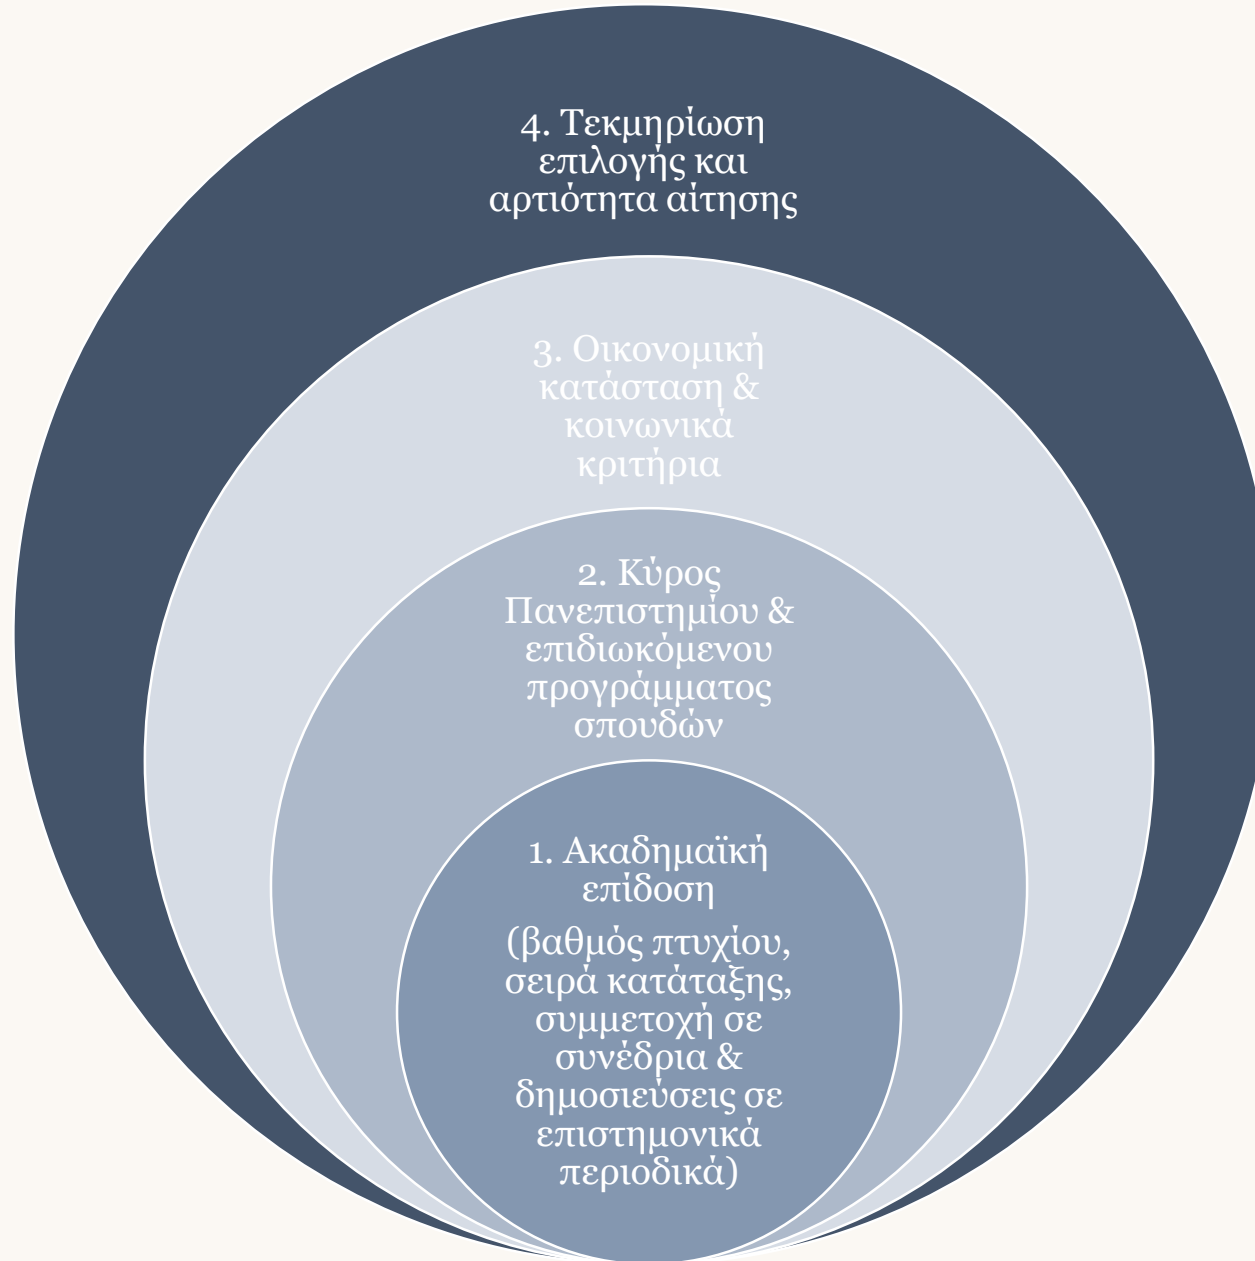 4. Τεκμηρίωση
επιλογής και
αρτιότητα αίτησης
3. Οικονομική
κατάσταση &
κοινωνικά
κριτήρια
2. Κύρος
Πανεπιστημίου &
επιδιωκόμενου
προγράμματος
σπουδών
1. Ακαδημαϊκή
επίδοση
(βαθμός πτυχίου,
σειρά κατάταξης,
συμμετοχή σε
συνέδρια &
δημοσιεύσεις σε
επιστημονικά
περιοδικά)